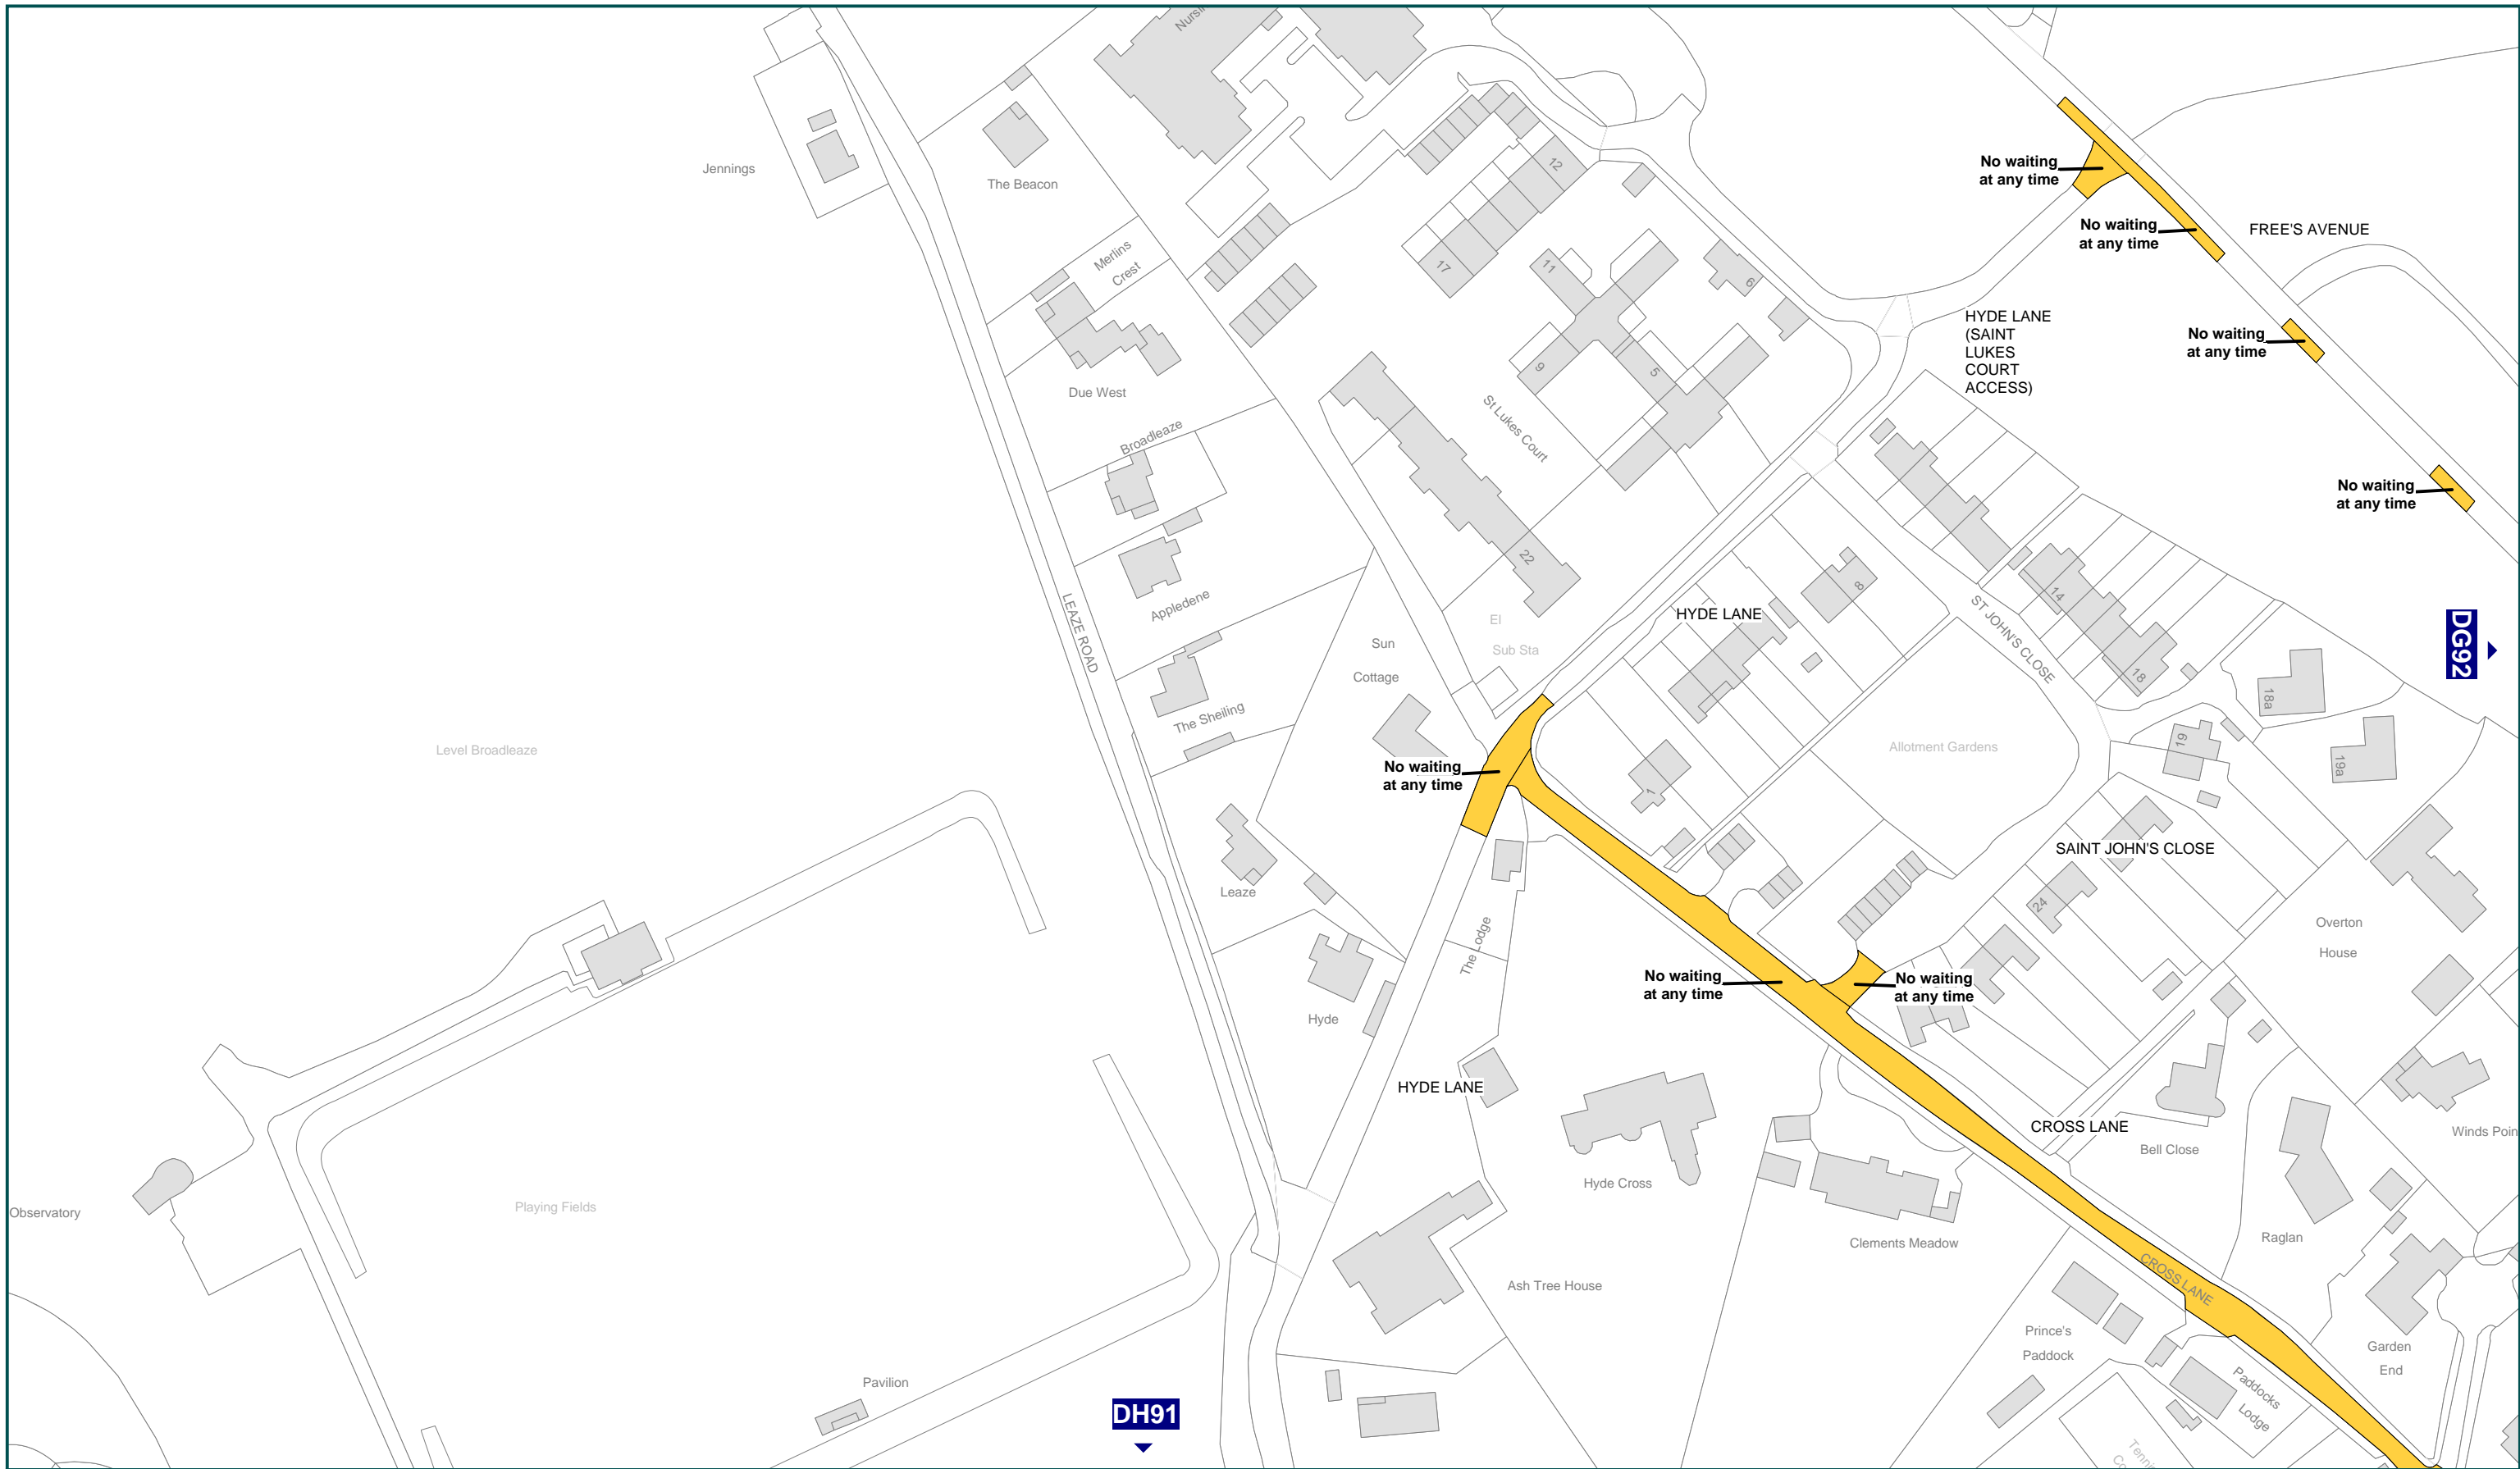 Jennings
The Beacon
Merlins
Crest
Due West
Broadleaze
Appledene
The Sheiling
LEAZE ROAD
Sun
Cottage
Leaze
Hyde
The Lodge
HYDE LANE
Level Broadleaze
Playing Fields
Observatory
Pavilion
DH91
12
17
11
9
5
6
St Lukes Court
22
El
Sub Sta
No waiting
at any time
No waiting
at any time
FREE'S AVENUE
HYDE LANE
(SAINT
LUKES
COURT
ACCESS)
No waiting
at any time
No waiting
at any time
HYDE LANE
8
1
14
18
ST JOHN'S CLOSE
18a
19
19a
DG92
Allotment Gardens
No waiting
at any time
SAINT JOHN'S CLOSE
24
Overton
House
No waiting
at any time
No waiting
at any time
CROSS LANE
Bell Close
Hyde Cross
Clements Meadow
Ash Tree House
Raglan
CROSS LANE
Prince's
Paddock
Garden
End
Paddocks
Lodge